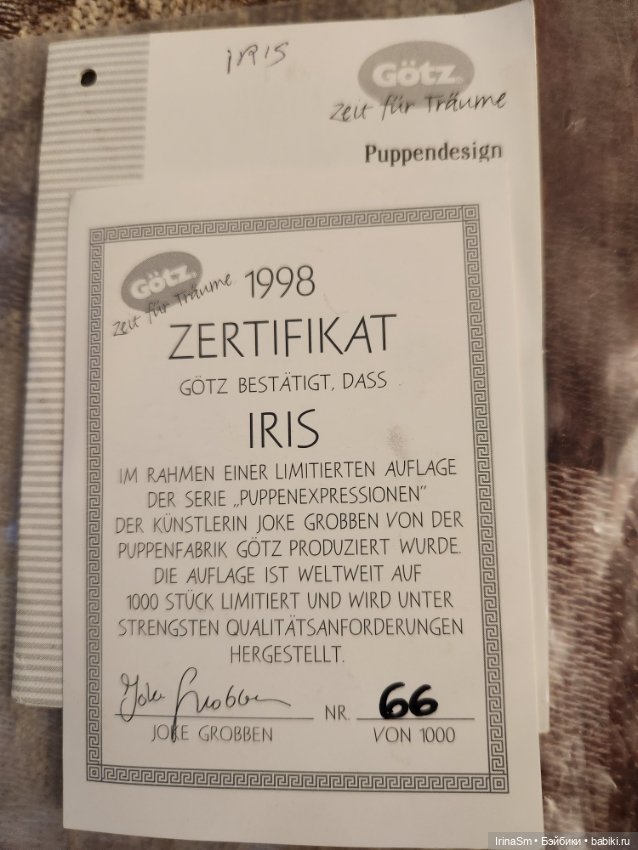 IRIS
Götz
Zeit für Träume
Puppendesign
Götz
Zeit für Träume
1998
ZERTIFIKAT
GÖTZ BESTÄTIGT, DASS
IRIS
IM RAHMEN EINER LIMITIERTEN AUFLAGE
DER SERIE „PUPPENEXPRESSIONEN“
DER KÜNSTLERIN JOKE GROBBEN VON DER
PUPPENFABRIK GÖTZ PRODUZIERT WURDE.
DIE AUFLAGE IST WELTWEIT AUF
1000 STÜCK LIMITIERT UND WIRD UNTER
STRENGSTEN QUALITÄTSANFORDERUNGEN
HERGESTELLT.
Joke Grobben NR. 66
JOKE GROBBEN VON 1000
IrinaSm • Бэйбики • babiki.ru